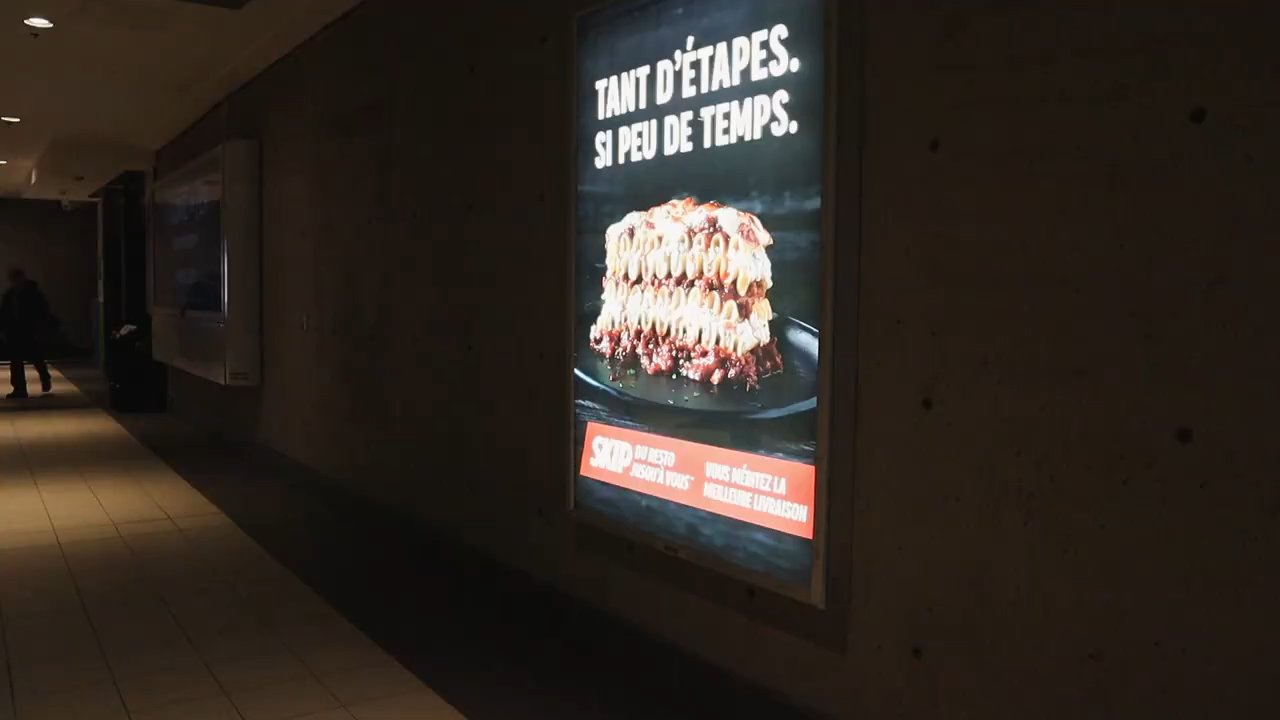 TANT D'ÉTAPES.
SI PEU DE TEMPS.
SKIP
DU RESTO
JUSQU'À VOUS
VOUS MÉRITEZ LA
MEILLEURE LIVRAISON